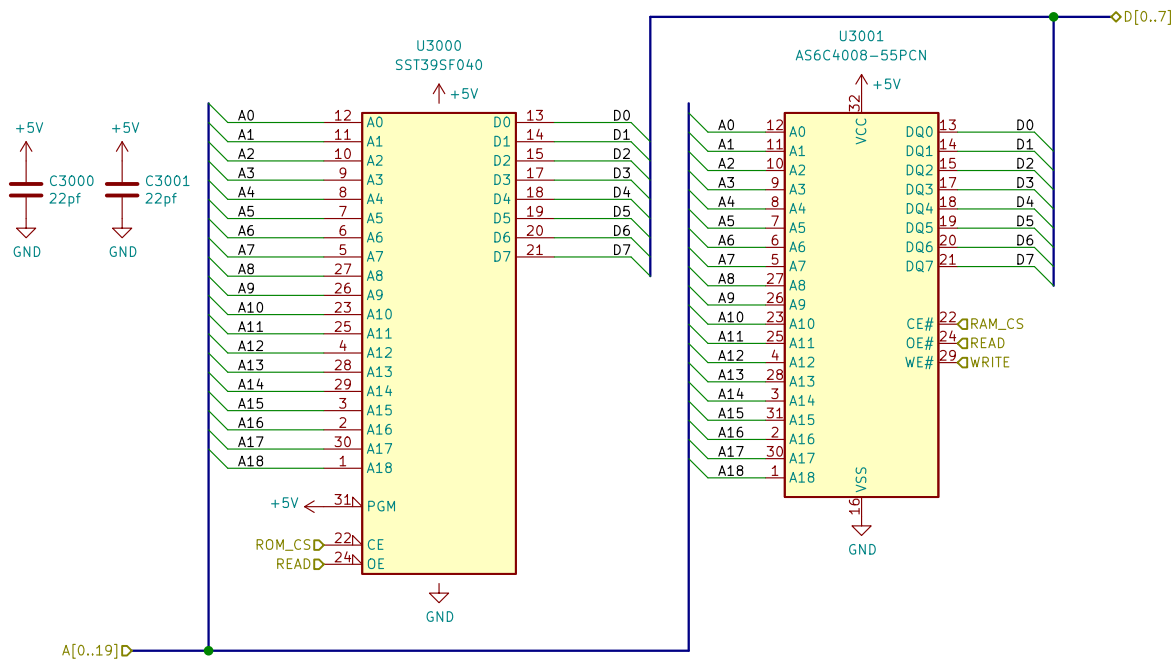 D[0..7]
U3000
SST39SF040
+5V
U3001
AS6C4008-55PCN
+5V
+5V
C3000
22pf
GND
+5V
C3001
22pf
GND
A0 12 A0 D0 13 D0
A1 11 A1 D1 14 D1
A2 10 A2 D2 15 D2
A3 9 A3 D3 17 D3
A4 8 A4 D4 18 D4
A5 7 A5 D5 19 D5
A6 6 A6 D6 20 D6
A7 5 A7 D7 21 D7
A8 27 A8
A9 26 A9
A10 23 A10
A11 25 A11
A12 4 A12
A13 28 A13
A14 29 A14
A15 3 A15
A16 2 A16
A17 30 A17
A18 1 A18
+5V 31 PGM
ROM_CS 22 CE
READ 24 OE
GND
32
VCC
A0 12 A0 DQ0 13 D0
A1 11 A1 DQ1 14 D1
A2 10 A2 DQ2 15 D2
A3 9 A3 DQ3 17 D3
A4 8 A4 DQ4 18 D4
A5 7 A5 DQ5 19 D5
A6 6 A6 DQ6 20 D6
A7 5 A7 DQ7 21 D7
A8 27 A8
A9 26 A9
A10 23 A10 CE# 22 RAM_CS
A11 25 A11 OE# 24 READ
A12 4 A12 WE# 29 WRITE
A13 28 A13
A14 3 A14
A15 31 A15
A16 2 A16
A17 30 A17
A18 1 A18
VSS
16
GND
A[0..19]